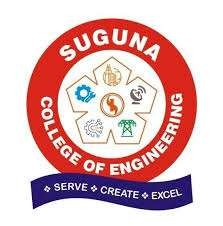 SUGUNA
COLLEGE OF ENGINEERING
❖ SERVE ❖ CREATE ❖ EXCEL